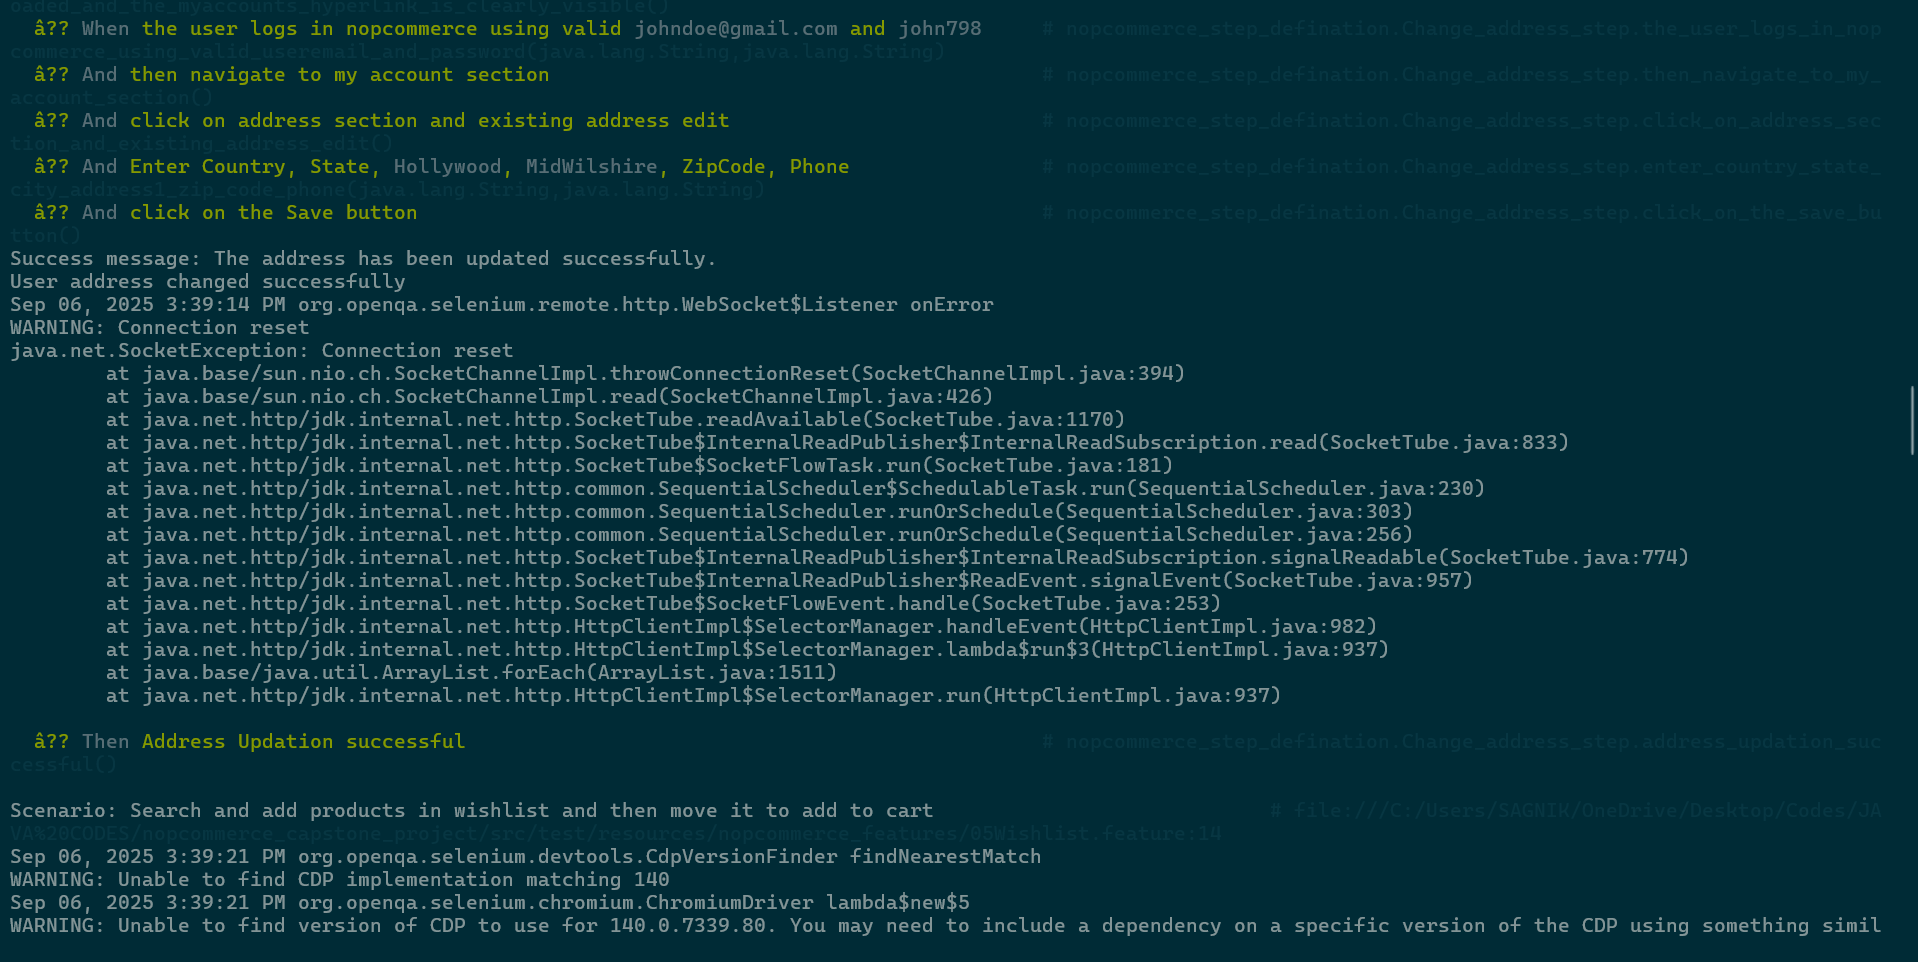 oaded_and_the_myaccounts_hyperlink_is_clearly_visible()
  â?? When the user logs in nopcommerce using valid johndoe@gmail.com and john798     # nopcommerce_step_defination.Change_address_step.the_user_logs_in_nop
commerce_using_valid_useremail_and_password(java.lang.String,java.lang.String)
  â?? And then navigate to my account section     # nopcommerce_step_defination.Change_address_step.then_navigate_to_my_
account_section()
  â?? And click on address section and existing address edit     # nopcommerce_step_defination.Change_address_step.click_on_address_sec
tion_and_existing_address_edit()
  â?? And Enter Country, State, Hollywood, MidWilshire, ZipCode, Phone     # nopcommerce_step_defination.Change_address_step.enter_country_state_
city_address1_zip_code_phone(java.lang.String,java.lang.String)
  â?? And click on the Save button     # nopcommerce_step_defination.Change_address_step.click_on_the_save_bu
tton()
Success message: The address has been updated successfully.
User address changed successfully
Sep 06, 2025 3:39:14 PM org.openqa.selenium.remote.http.WebSocket$Listener onError
WARNING: Connection reset
java.net.SocketException: Connection reset
        at java.base/sun.nio.ch.SocketChannelImpl.throwConnectionReset(SocketChannelImpl.java:394)
        at java.base/sun.nio.ch.SocketChannelImpl.read(SocketChannelImpl.java:426)
        at java.net.http/jdk.internal.net.http.SocketTube.readAvailable(SocketTube.java:1170)
        at java.net.http/jdk.internal.net.http.SocketTube$InternalReadPublisher$InternalReadSubscription.read(SocketTube.java:833)
        at java.net.http/jdk.internal.net.http.SocketTube$SocketFlowTask.run(SocketTube.java:181)
        at java.net.http/jdk.internal.net.http.common.SequentialScheduler$SchedulableTask.run(SequentialScheduler.java:230)
        at java.net.http/jdk.internal.net.http.common.SequentialScheduler.runOrSchedule(SequentialScheduler.java:303)
        at java.net.http/jdk.internal.net.http.common.SequentialScheduler.runOrSchedule(SequentialScheduler.java:256)
        at java.net.http/jdk.internal.net.http.SocketTube$InternalReadPublisher$InternalReadSubscription.signalReadable(SocketTube.java:774)
        at java.net.http/jdk.internal.net.http.SocketTube$InternalReadPublisher$ReadEvent.signalEvent(SocketTube.java:957)
        at java.net.http/jdk.internal.net.http.SocketTube$SocketFlowEvent.handle(SocketTube.java:253)
        at java.net.http/jdk.internal.net.http.HttpClientImpl$SelectorManager.handleEvent(HttpClientImpl.java:982)
        at java.net.http/jdk.internal.net.http.HttpClientImpl$SelectorManager.lambda$run$3(HttpClientImpl.java:937)
        at java.base/java.util.ArrayList.forEach(ArrayList.java:1511)
        at java.net.http/jdk.internal.net.http.HttpClientImpl$SelectorManager.run(HttpClientImpl.java:937)
  â?? Then Address Updation successful     # nopcommerce_step_defination.Change_address_step.address_updation_suc
cessful()
Scenario: Search and add products in wishlist and then move it to add to cart     # file:///C:/Users/SAGNIK/OneDrive/Desktop/Codes/JA
VA%20CODES/nopcommerce_capstone_project/src/test/resources/nopcommerce_features/05Wishlist.feature:14
Sep 06, 2025 3:39:21 PM org.openqa.selenium.devtools.CdpVersionFinder findNearestMatch
WARNING: Unable to find CDP implementation matching 140
Sep 06, 2025 3:39:21 PM org.openqa.selenium.chromium.ChromiumDriver lambda$new$5
WARNING: Unable to find version of CDP to use for 140.0.7339.80. You may need to include a dependency on a specific version of the CDP using something simil